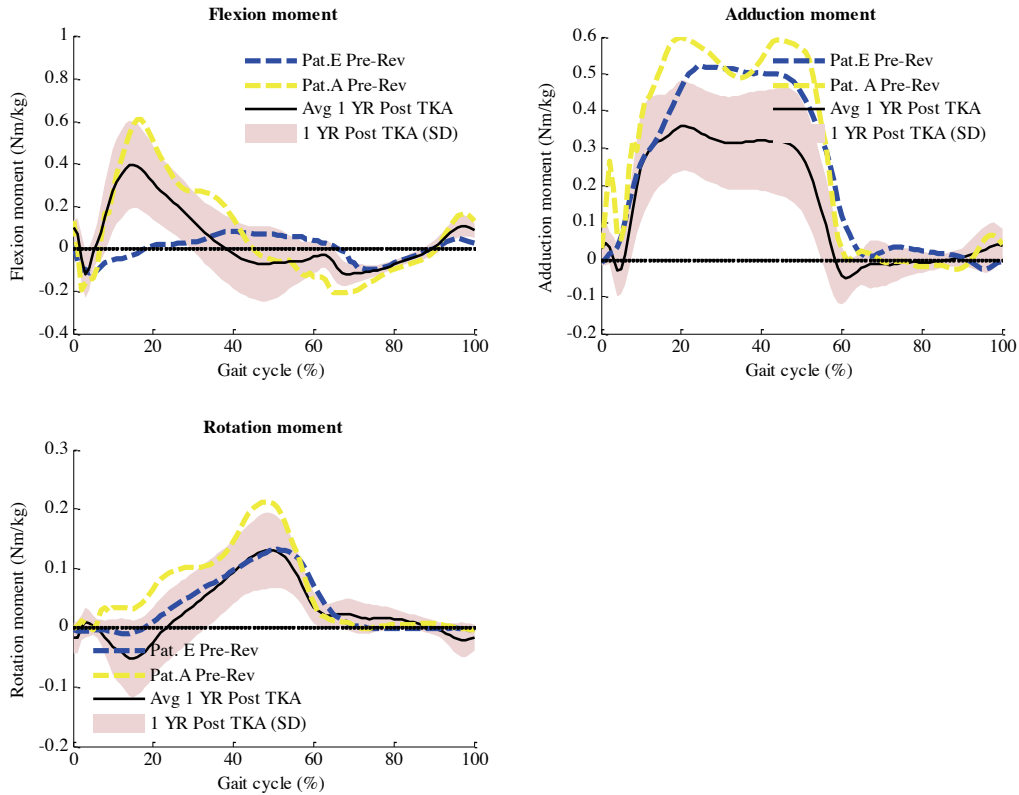 Flexion moment
1
0.8
0.6
0.4
0.2
0
-0.2
-0.4
Flexion moment (Nm/kg)
Pat.E Pre-Rev
Pat.A Pre-Rev
Avg 1 YR Post TKA
1 YR Post TKA (SD)
0 20 40 60 80 100
Gait cycle (%)
Adduction moment
0.6
0.5
0.4
0.3
0.2
0.1
0
-0.1
-0.2
Adduction moment (Nm/kg)
Pat.E Pre-Rev
Pat. A Pre-Rev
Avg 1 YR Post TKA
1 YR Post TKA (SD)
0 20 40 60 80 100
Gait cycle (%)
Rotation moment
0.3
0.2
0.1
0
-0.1
-0.2
Rotation moment (Nm/kg)
Pat. E Pre-Rev
Pat.A Pre-Rev
Avg 1 YR Post TKA
1 YR Post TKA (SD)
0 20 40 60 80 100
Gait cycle (%)